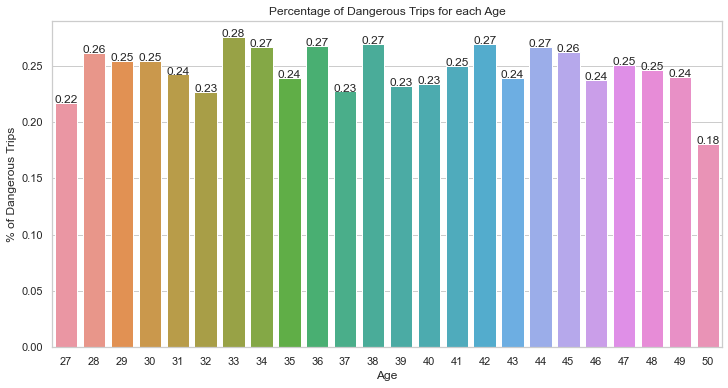 Percentage of Dangerous Trips for each Age
% of Dangerous Trips
0.25
0.20
0.15
0.10
0.05
0.00
0.22 0.26 0.25 0.25 0.24 0.23 0.28 0.27 0.24 0.27 0.23 0.27 0.23 0.23 0.25 0.27 0.24 0.27 0.26 0.24 0.25 0.25 0.24 0.18
27 28 29 30 31 32 33 34 35 36 37 38 39 40 41 42 43 44 45 46 47 48 49 50
Age